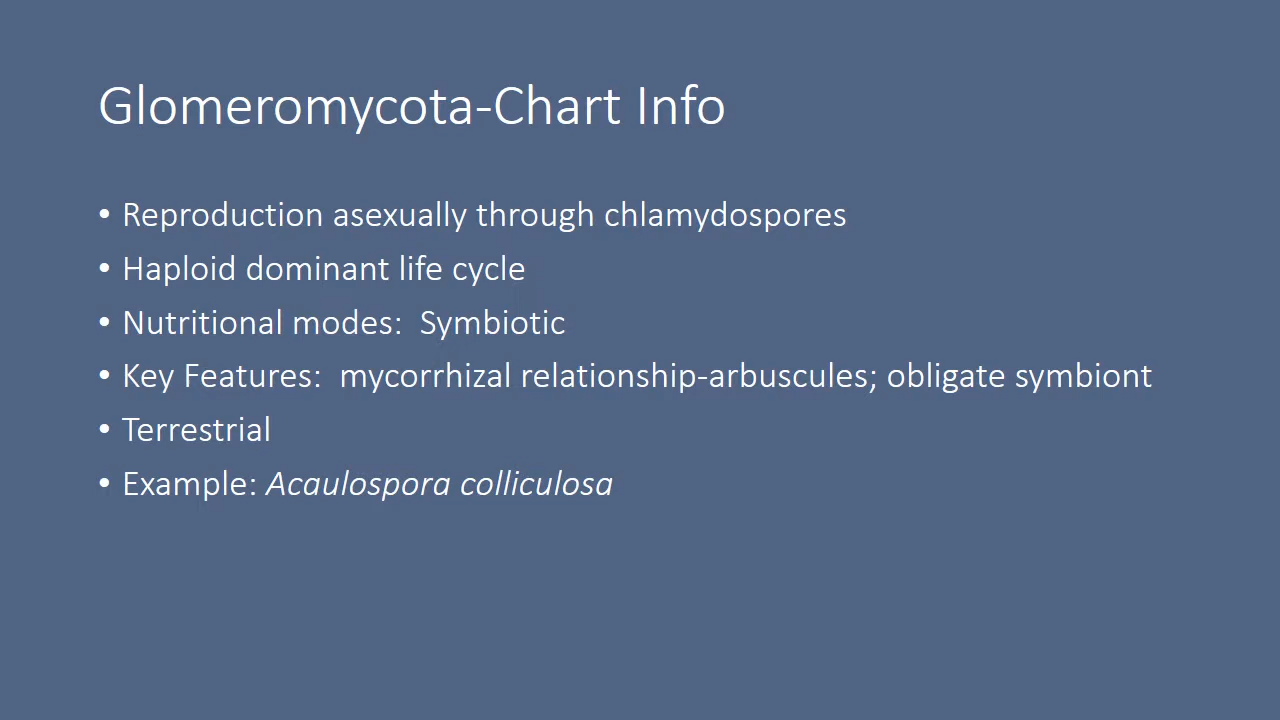 Glomeromycota-Chart Info
• Reproduction asexually through chlamydospores
• Haploid dominant life cycle
• Nutritional modes:  Symbiotic
• Key Features:  mycorrhizal relationship-arbuscules; obligate symbiont
• Terrestrial
• Example: Acaulospora colliculosa